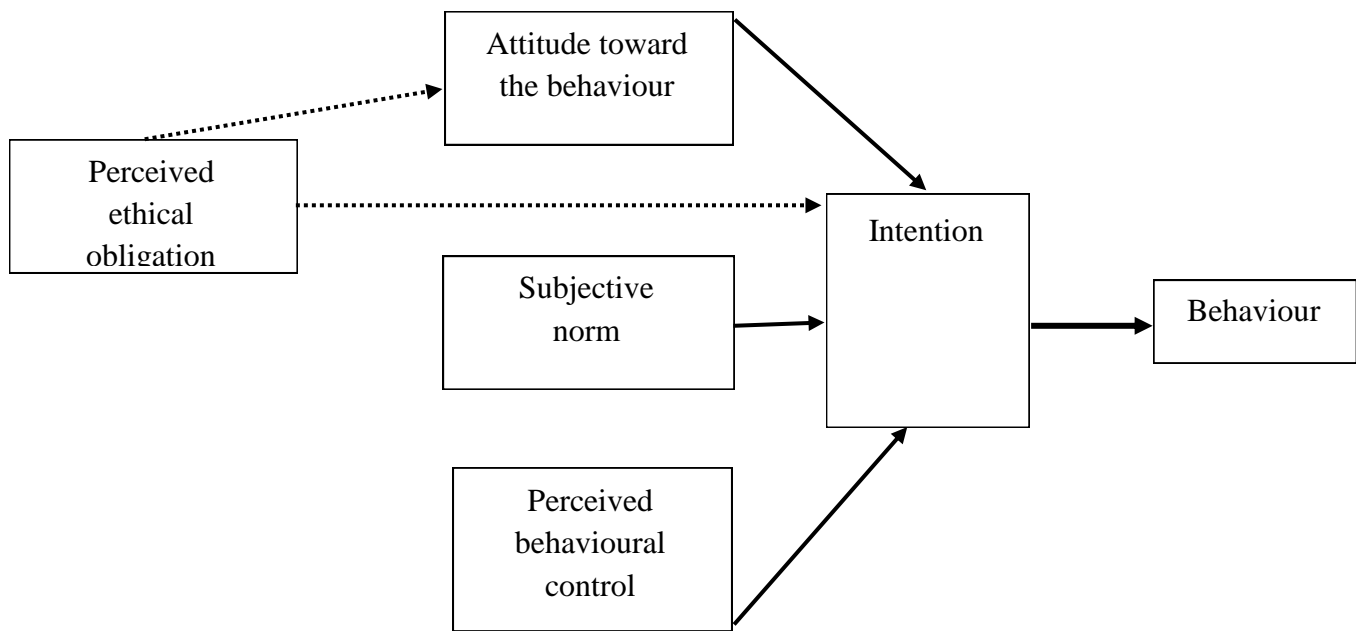 Attitude toward
the behaviour
Perceived
ethical
obligation
Intention
Subjective
norm
Behaviour
Perceived
behavioural
control